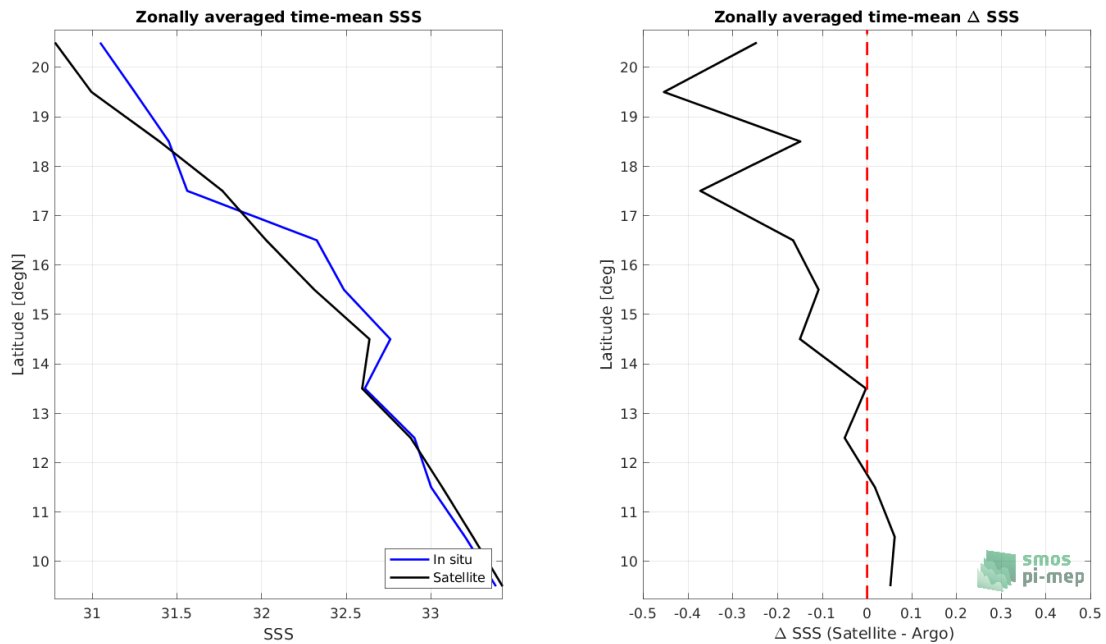 Zonally averaged time-mean SSS
20
19
18
17
16
15
14
13
12
11
10
Latitude [degN]
In situ
Satellite
31 31.5 32 32.5 33
SSS
Zonally averaged time-mean Δ SSS
20
19
18
17
16
15
14
13
12
11
10
Latitude [deg]
smos
pi-mep
-0.5 -0.4 -0.3 -0.2 -0.1 0 0.1 0.2 0.3 0.4 0.5
Δ SSS (Satellite - Argo)